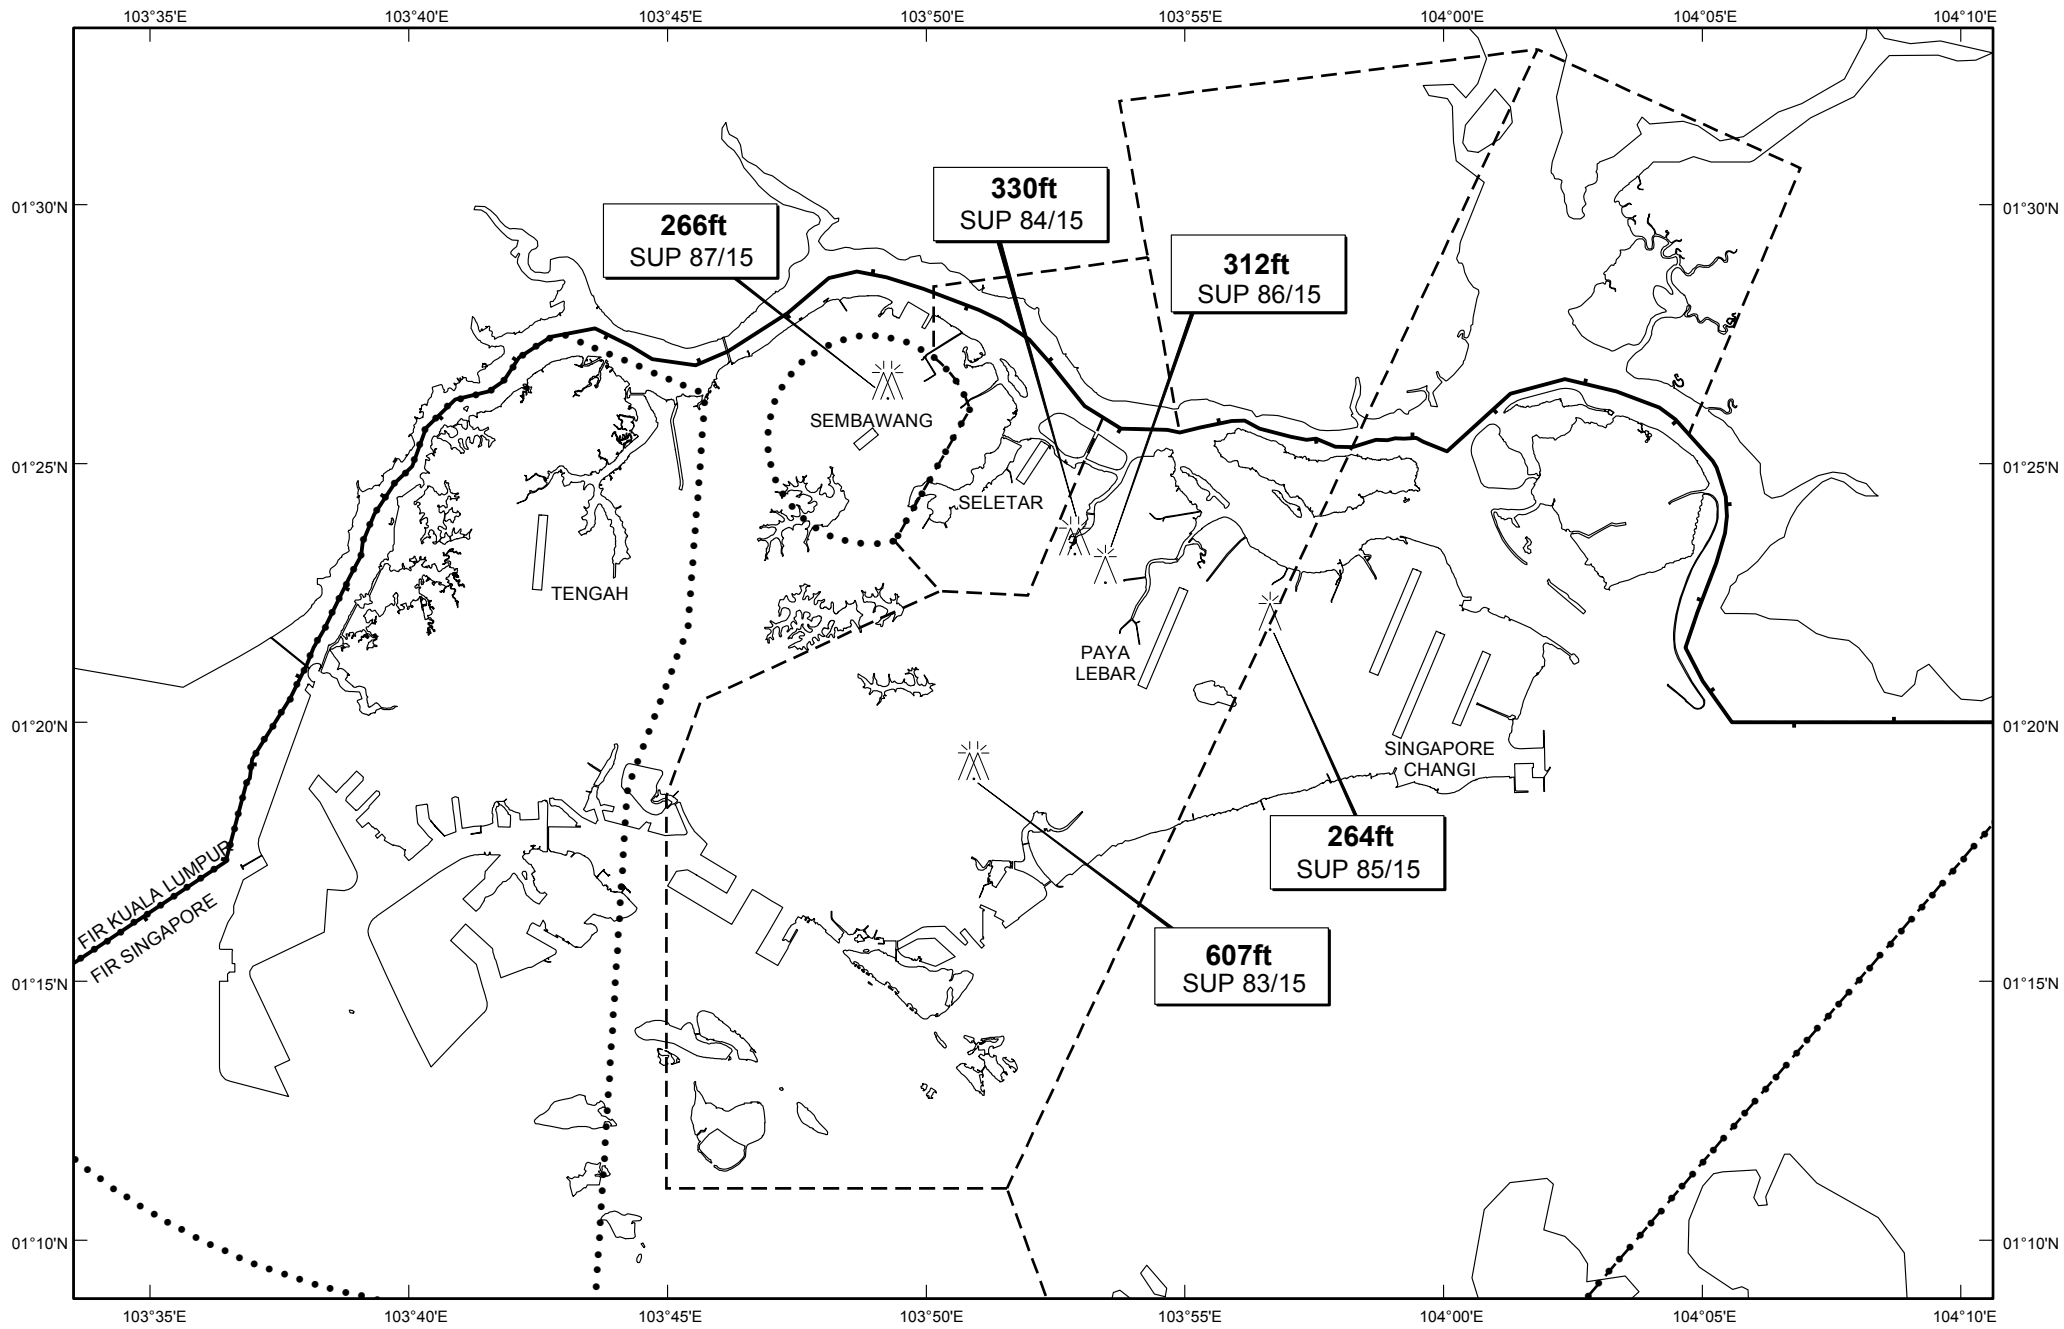 103°35'E
103°40'E
103°45'E
103°50'E
103°55'E
104°00'E
104°05'E
104°10'E
01°30'N
01°30'N
330ft
SUP 84/15
266ft
SUP 87/15
312ft
SUP 86/15
SEMBAWANG
01°25'N
01°25'N
SELETAR
TENGAH
PAYA
LEBAR
01°20'N
01°20'N
SINGAPORE
CHANGI
264ft
SUP 85/15
FIR KUALA LUMPUR
FIR SINGAPORE
607ft
SUP 83/15
01°15'N
01°15'N
01°10'N
01°10'N
103°35'E
103°40'E
103°45'E
103°50'E
103°55'E
104°00'E
104°05'E
104°10'E